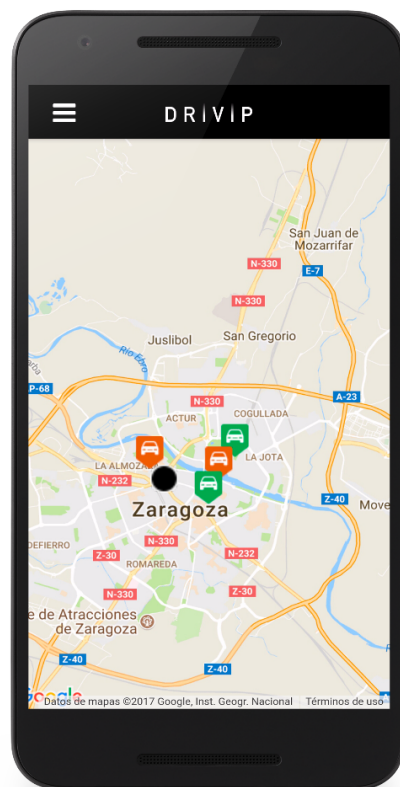 DRIVIP
San Juan de
Mozarrifar
N-330
E-7
N-330
Juslibol
San Gregorio
Río Ebro
P-68
N-330
A-23
ACTUR
COGULLADA
LA ALMOZA
LA JOTA
N-232
Z-40
Zaragoza
Move
DEFIERRO
N-330
Z-30
N-232
ROMAREDA
N-330
Z-30
e de Atracciones
de Zaragoza
Z-40
Z-40
Google
Datos de mapas ©2017 Google, Inst. Geogr. Nacional
Términos de uso